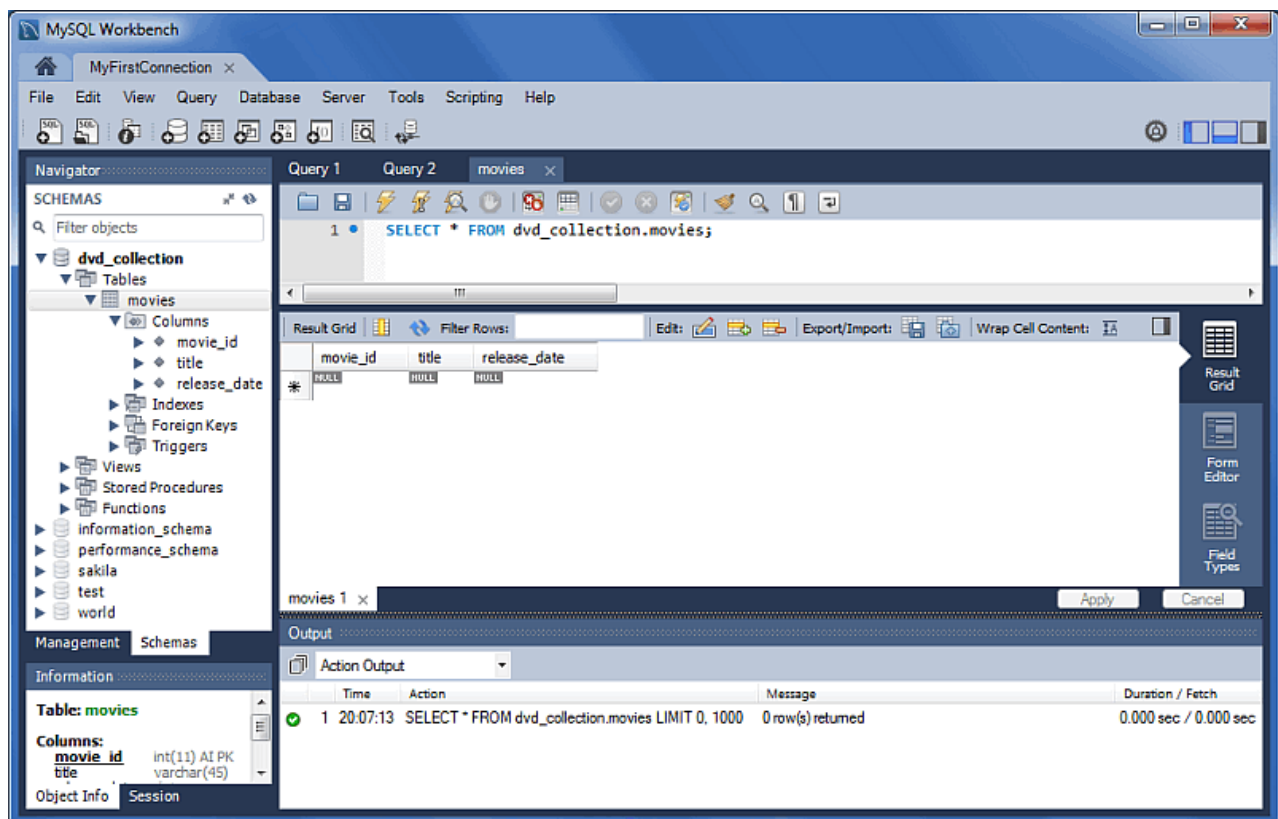 MySQL Workbench
MyFirstConnection
File Edit View Query Database Server Tools Scripting Help
Navigator
SCHEMAS
Filter objects
dvd_collection
Tables
movies
Columns
movie_id
title
release_date
Indexes
Foreign Keys
Triggers
Views
Stored Procedures
Functions
information_schema
performance_schema
sakila
test
world
Management Schemas
Information
Table: movies
Columns:
movie_id int(11) AI PK
title varchar(45)
Object Info Session
Query 1 Query 2 movies
1 SELECT * FROM dvd_collection.movies;
Result Grid Filter Rows: Edit: Export/Import: Wrap Cell Content:
movie_id title release_date
NULL NULL NULL
Result
Grid
Form
Editor
Field
Types
movies 1
Apply Cancel
Output
Action Output
Time Action Message Duration / Fetch
1 20:07:13 SELECT * FROM dvd_collection.movies LIMIT 0, 1000 0 row(s) returned 0.000 sec / 0.000 sec